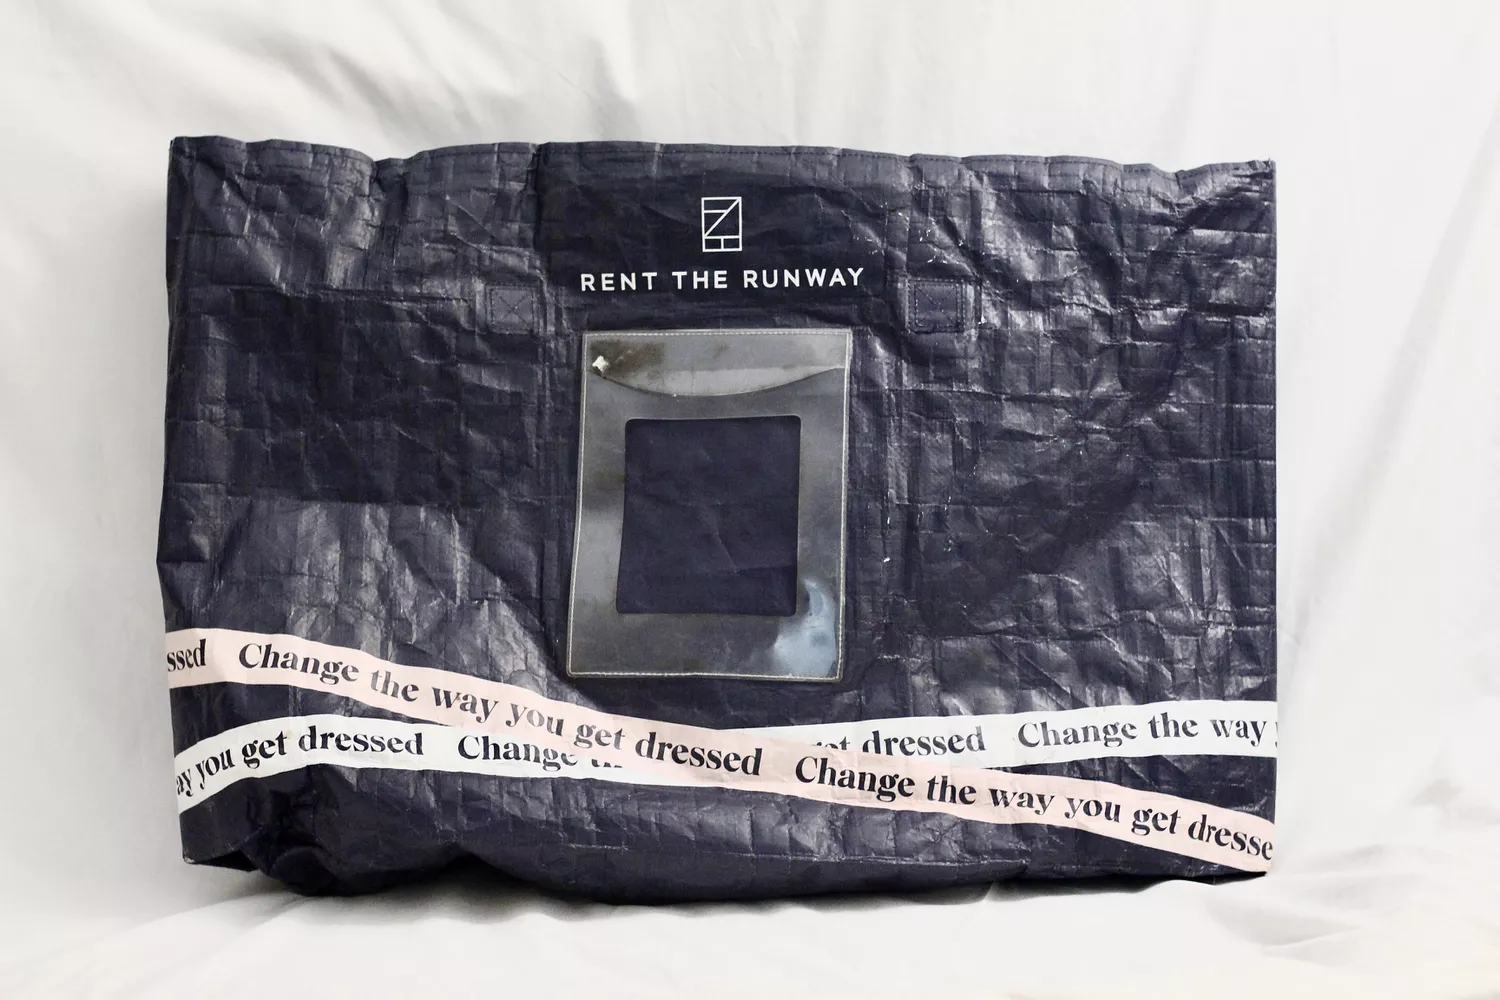 RENT THE RUNWAY
Change the way you get dressed Change the way you get dresse
you get dressed Change
dressed Change the way